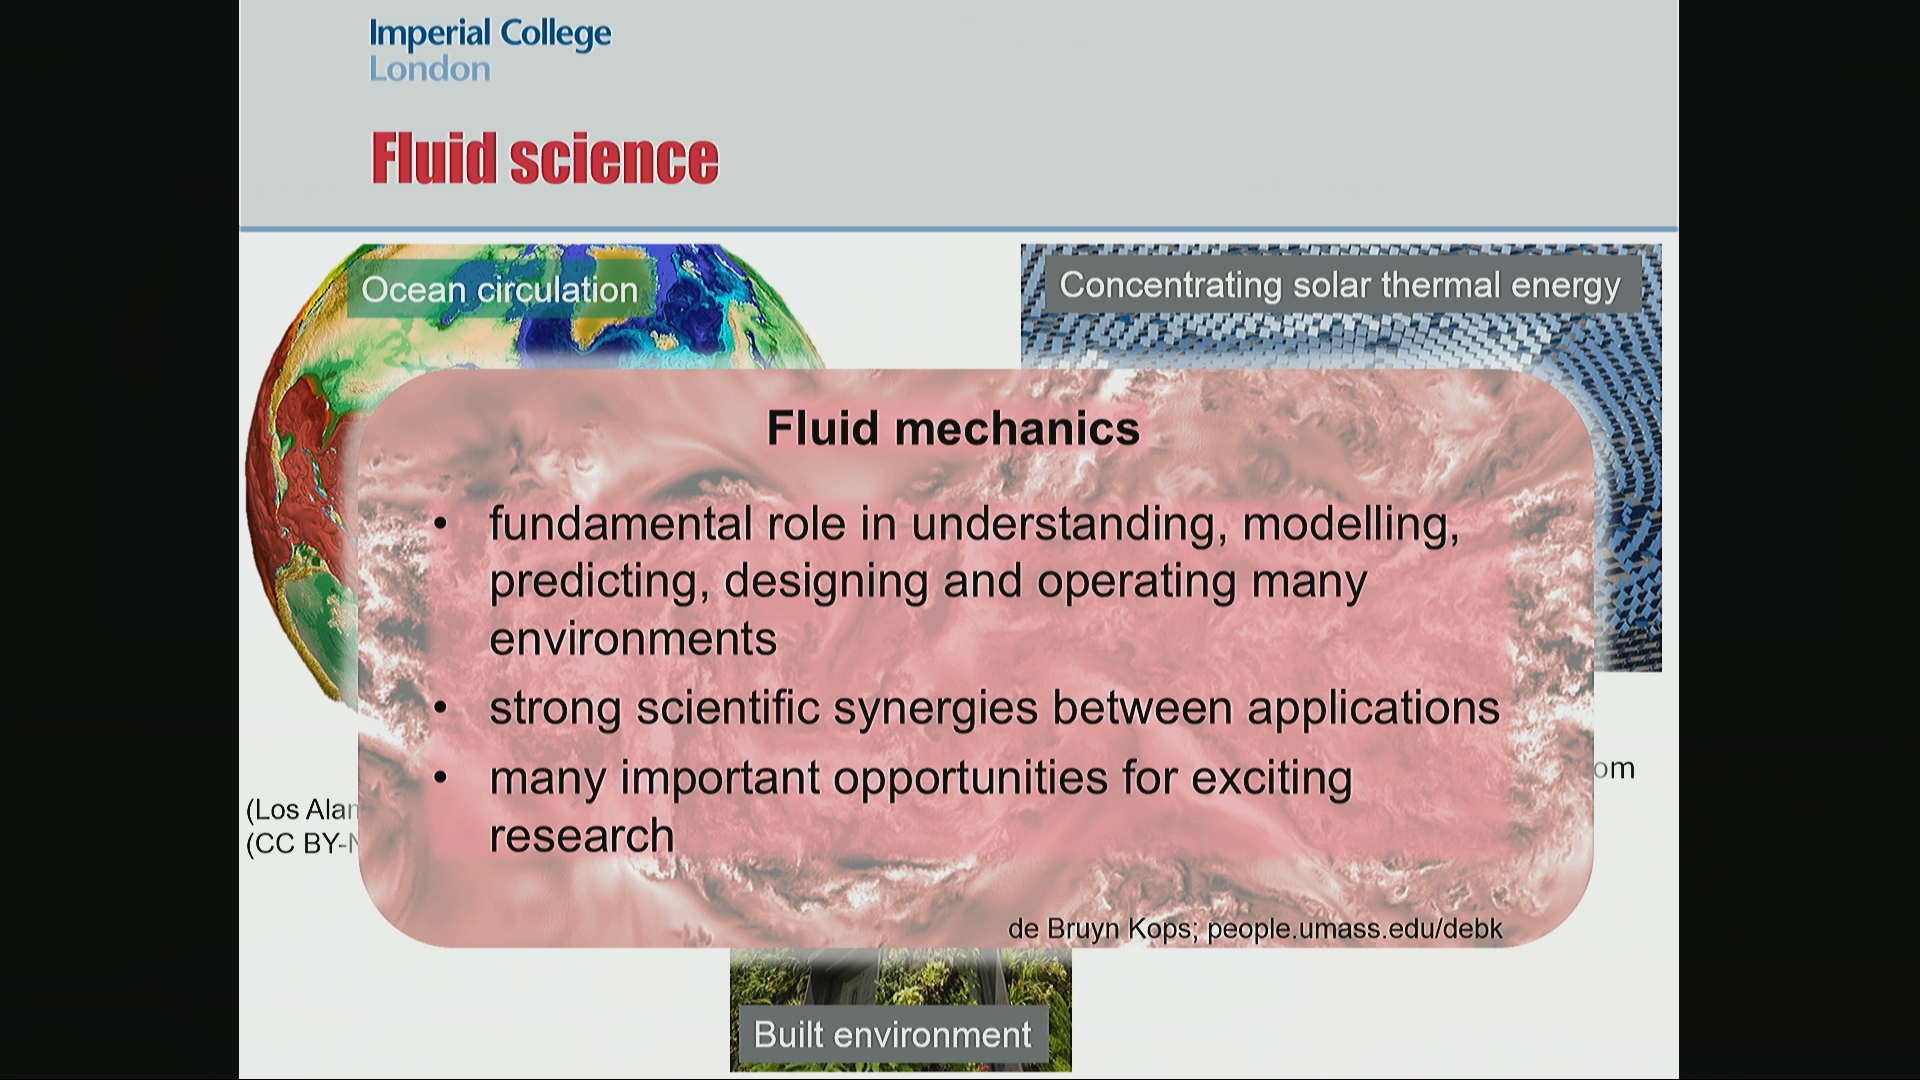 Imperial College
London
Fluid science
Ocean circulation
Concentrating solar thermal energy
Fluid mechanics
• fundamental role in understanding, modelling,
predicting, designing and operating many
environments
• strong scientific synergies between applications
• many important opportunities for exciting
research
(Los
(CC
de Bruyn Kops; people.umass.edu/debk
Built environment